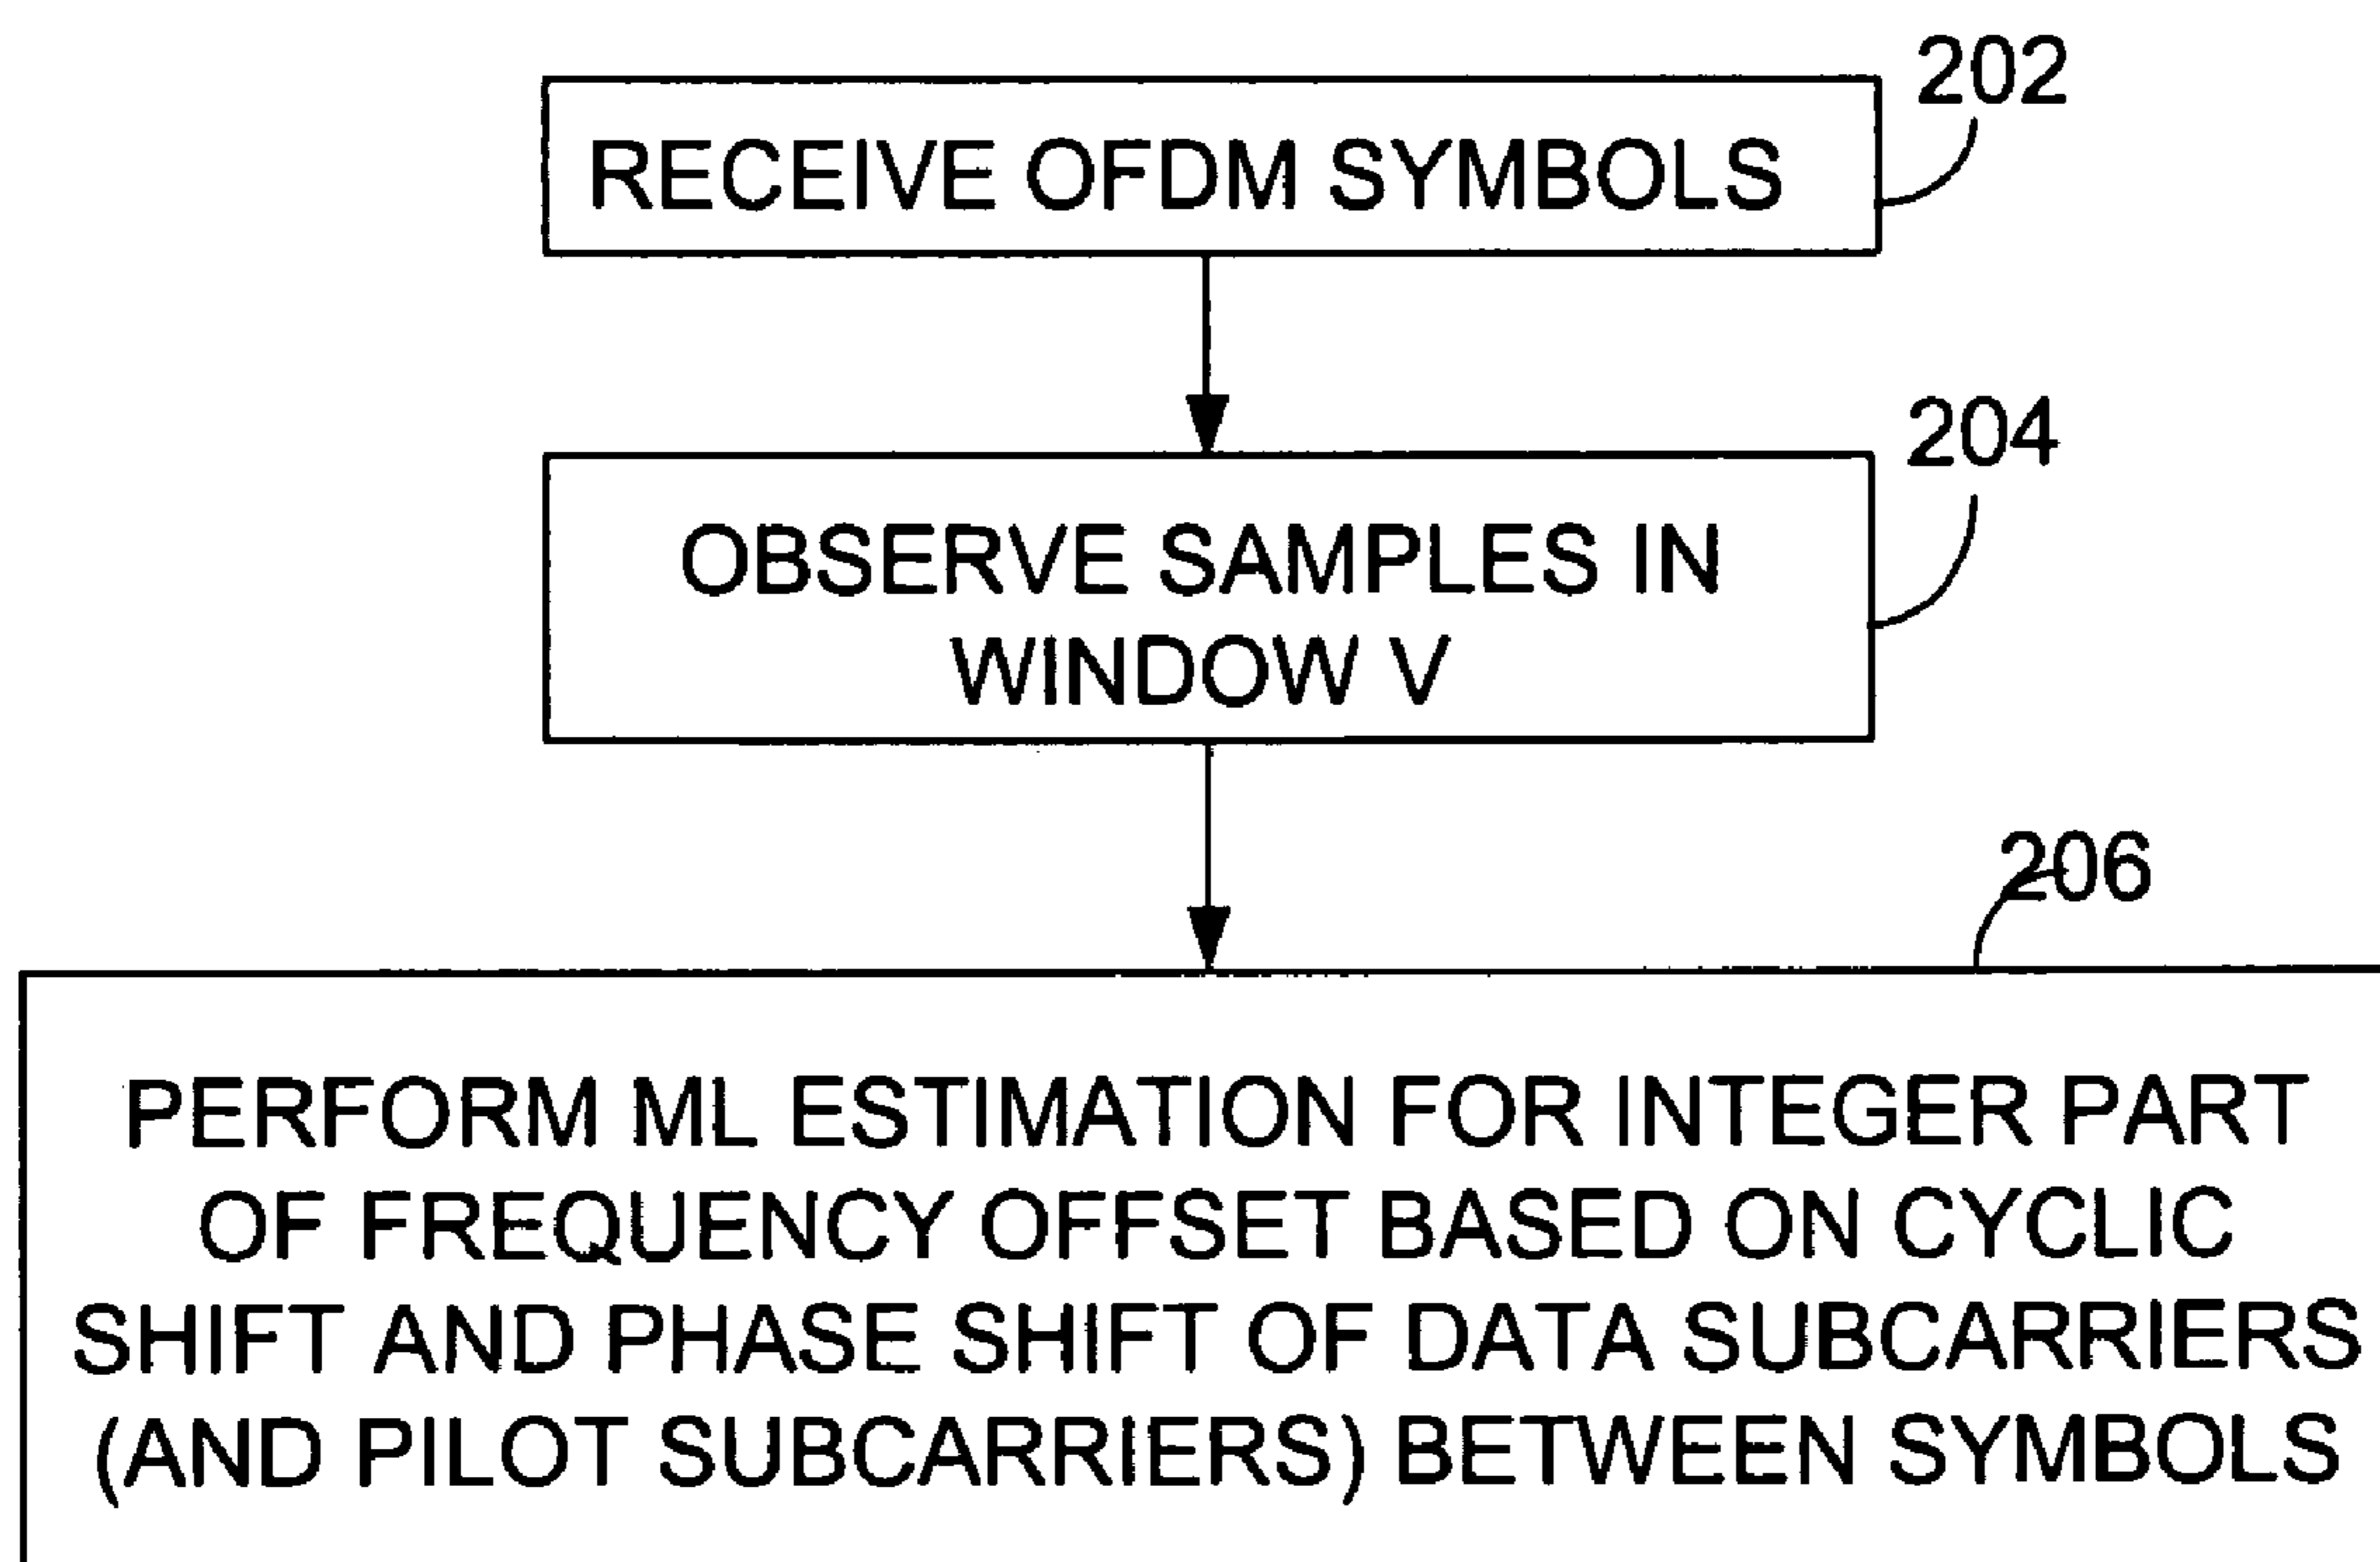 202
RECEIVE OFDM SYMBOLS
204
OBSERVE SAMPLES IN
WINDOW V
206
PERFORM ML ESTIMATION FOR INTEGER PART
OF FREQUENCY OFFSET BASED ON CYCLIC
SHIFT AND PHASE SHIFT OF DATA SUBCARRIERS
(AND PILOT SUBCARRIERS) BETWEEN SYMBOLS